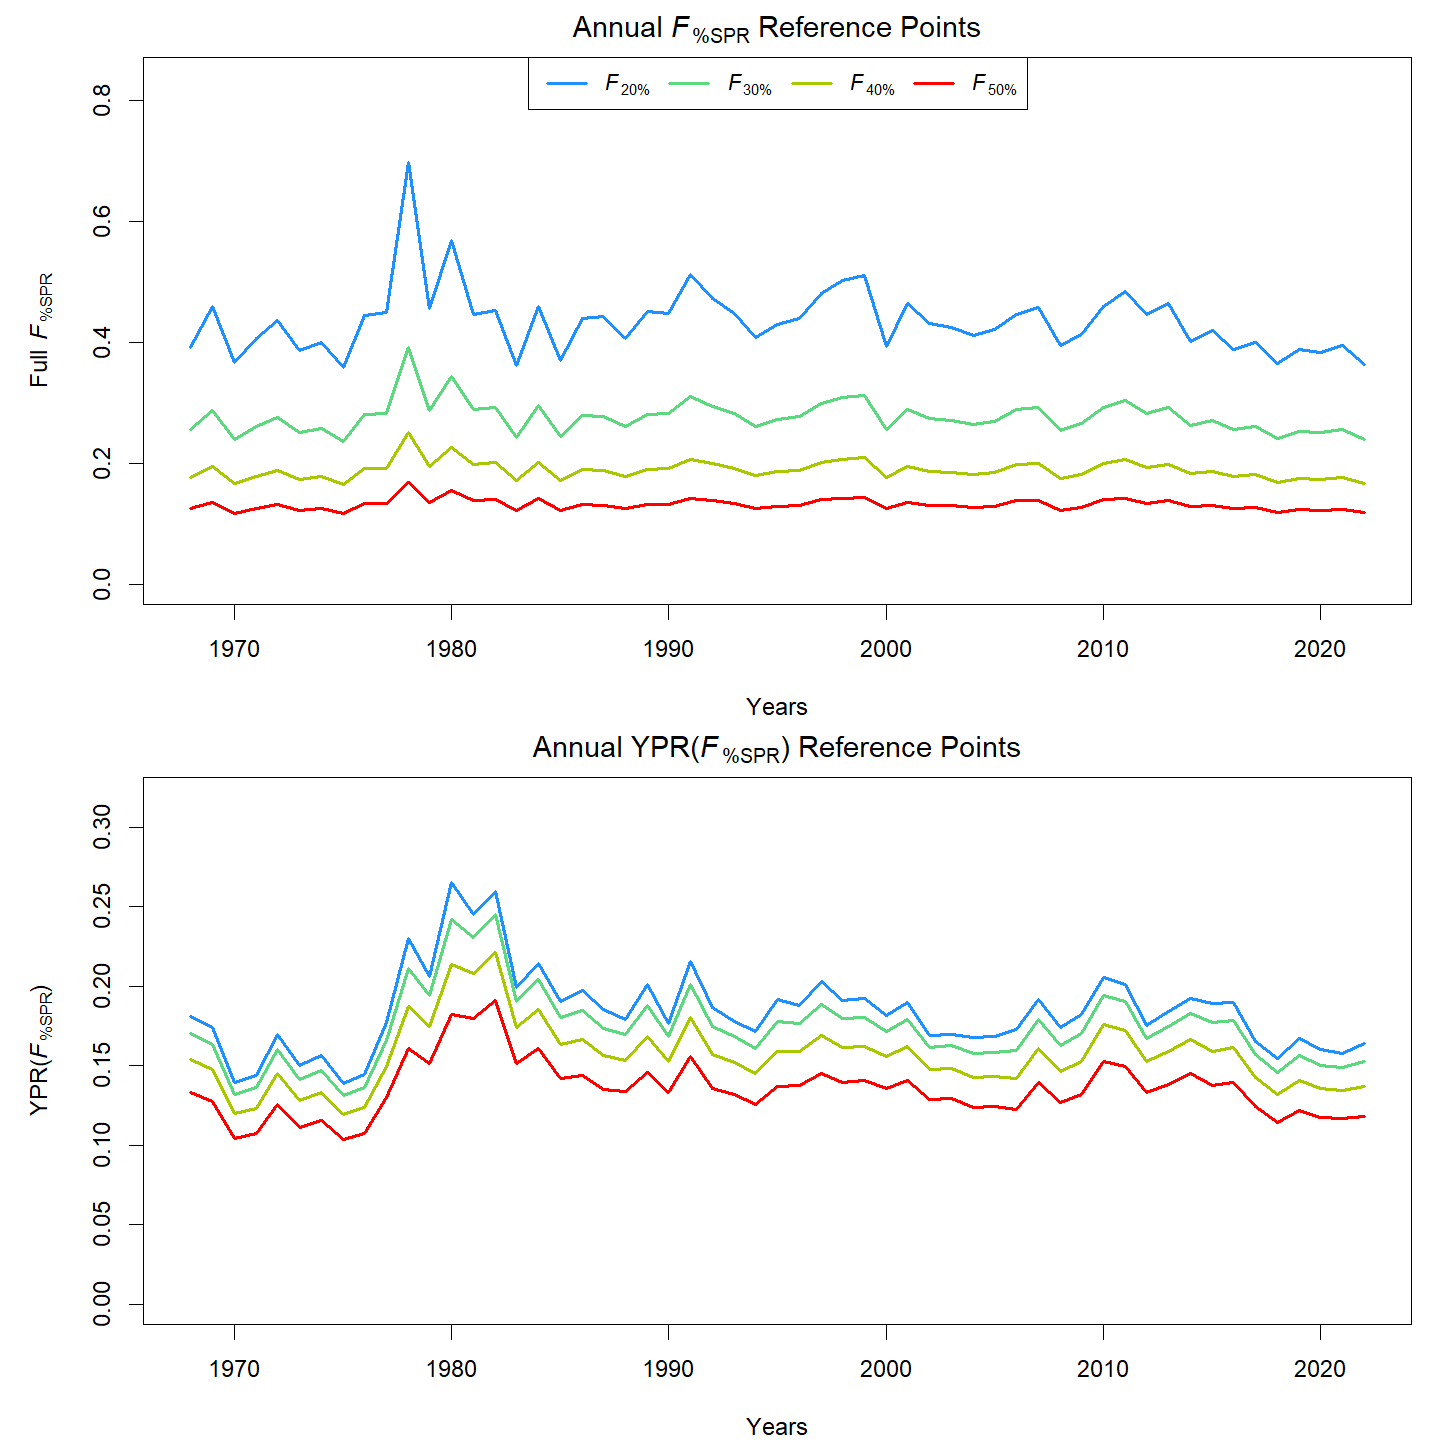 Annual F%SPR Reference Points
F20% F30% F40% F50%
Full F%SPR
0.8
0.6
0.4
0.2
0.0
1970 1980 1990 2000 2010 2020
Years
Annual YPR(F%SPR) Reference Points
YPR(F%SPR)
0.30
0.25
0.20
0.15
0.10
0.05
0.00
1970 1980 1990 2000 2010 2020
Years